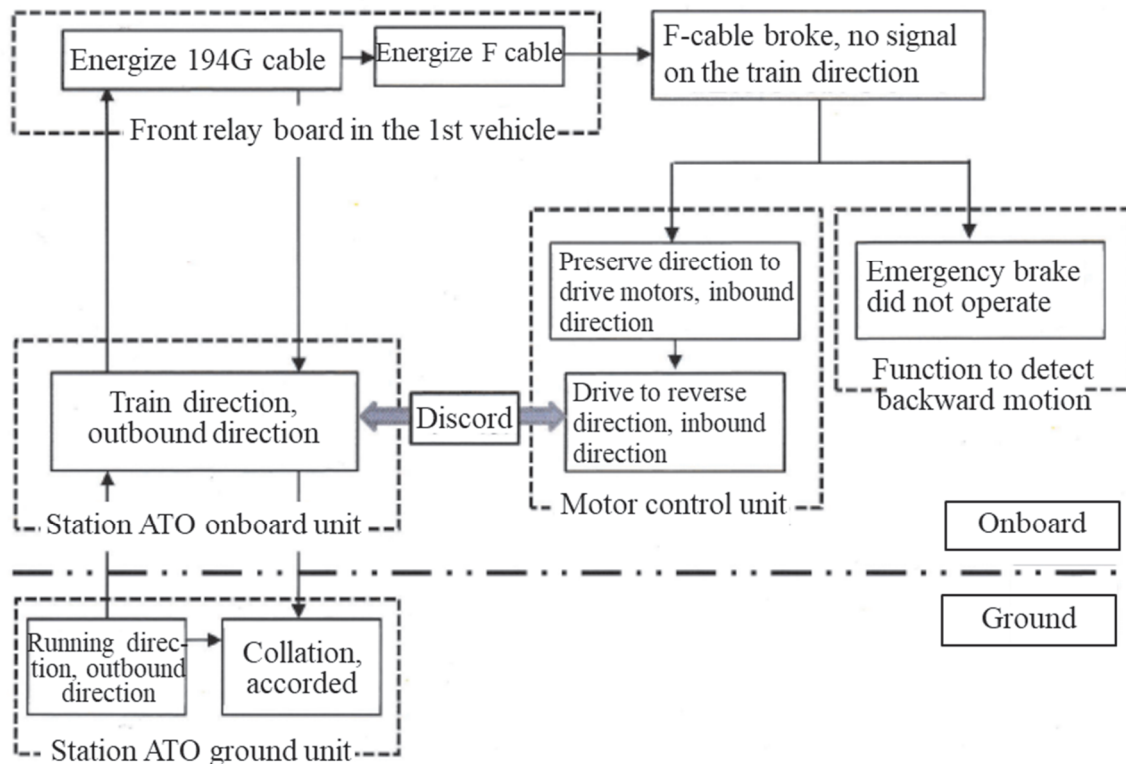 Energize 194G cable
Energize F cable
F-cable broke, no signal
on the train direction
Front relay board in the 1st vehicle
Preserve direction to
drive motors, inbound
direction
Emergency brake
did not operate
Function to detect
backward motion
Train direction,
outbound direction
Discord
Drive to reverse
direction, inbound
direction
Motor control unit
Station ATO onboard unit
Onboard
Ground
Running direc-
tion, outbound
direction
Collation,
accorded
Station ATO ground unit